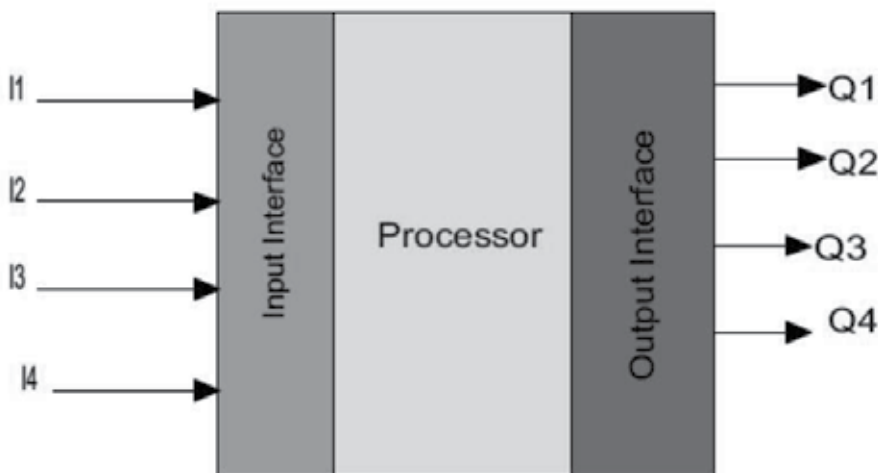 I1
I2
I3
I4
Input Interface
Processor
Output Interface
Q1
Q2
Q3
Q4